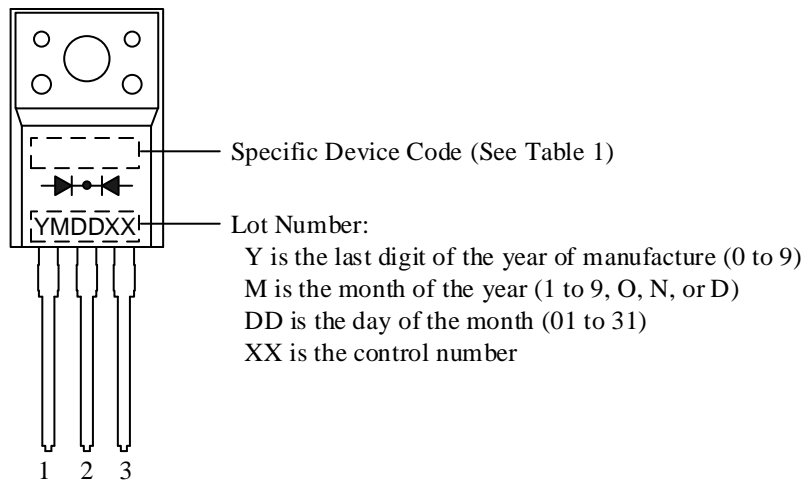 Specific Device Code (See Table 1)
YMDDXX
Lot Number:
Y is the last digit of the year of manufacture (0 to 9)
M is the month of the year (1 to 9, O, N, or D)
DD is the day of the month (01 to 31)
XX is the control number
1 2 3